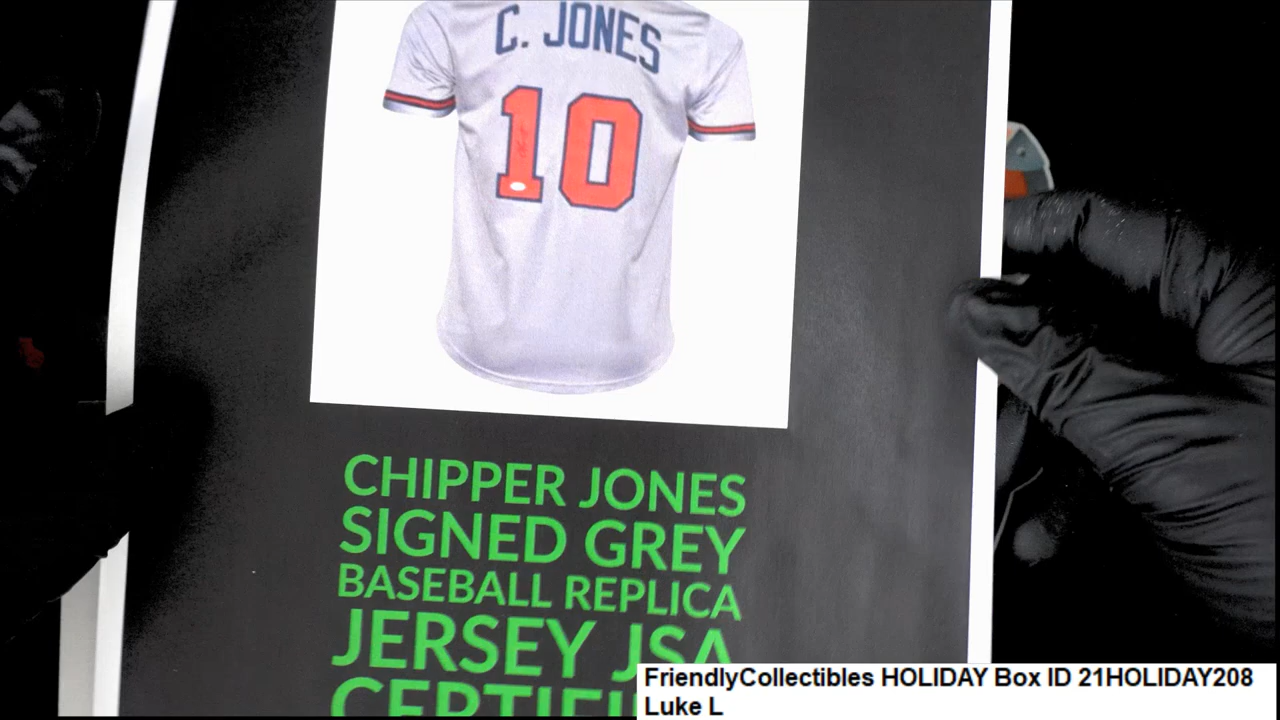 C. JONES
10
CHIPPER JONES
SIGNED GREY
BASEBALL REPLICA
JERSEY JSA
FriendlyCollectibles HOLIDAY Box ID 21HOLIDAY208
Luke L